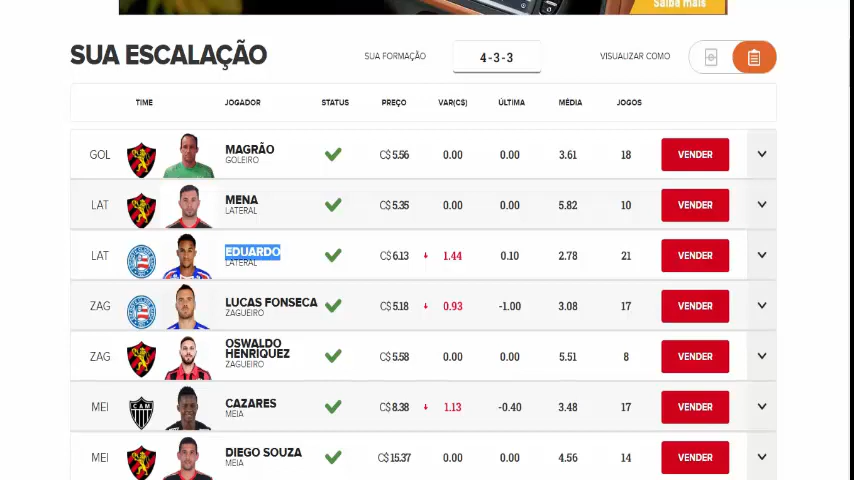 Saiba mais
SUA ESCALAÇÃO
SUA FORMAÇÃO
4-3-3
VISUALIZAR COMO
TIME JOGADOR STATUS PREÇO VAR(C$) ÚLTIMA MÉDIA JOGOS
GOL MAGRÃO C$ 5.56 0.00 0.00 3.61 18 VENDER
GOLEIRO
LAT MENA C$ 5.35 0.00 0.00 5.82 10 VENDER
LATERAL
LAT EDUARDO C$ 6.13 1.44 0.10 2.78 21 VENDER
LATERAL
ZAG LUCAS FONSECA C$ 5.18 0.93 -1.00 3.08 17 VENDER
ZAGUEIRO
ZAG OSWALDO HENRIQUEZ C$ 5.58 0.00 0.00 5.51 8 VENDER
ZAGUEIRO
MEI CAM CAZARES C$ 8.38 1.13 -0.40 3.48 17 VENDER
MEIA
MEI DIEGO SOUZA C$ 15.37 0.00 0.00 4.56 14 VENDER
MEIA